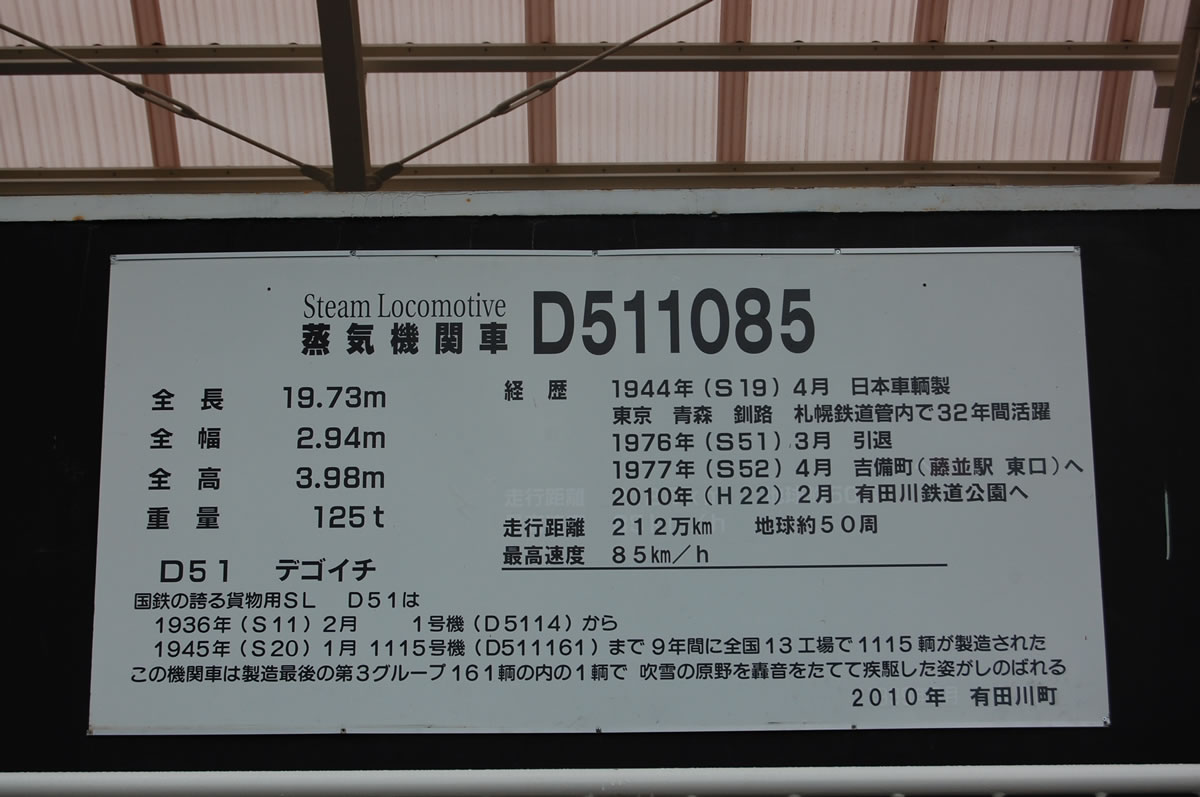 Steam Locomotive
蒸気機関車 D511085
全長 19.73m
全幅 2.94m
全高 3.98m
重量 125t
経歴 1944年(S19)4月 日本車輌製
東京 青森 釧路 札幌鉄道管内で32年間活躍
1976年(S51)3月 引退
1977年(S52)4月 吉備町(藤並駅 東口)へ
2010年(H22)2月 有田川鉄道公園へ
走行距離 212万km 地球約50周
最高速度 85km/h
D51 デゴイチ
国鉄の誇る貨物用SL D51は
1936年(S11)2月 1号機(D5114)から
1945年(S20)1月 1115号機(D511161)まで9年間に全国13工場で1115輌が製造された
この機関車は製造最後の第3グループ161輌の内の1輌で 吹雪の原野を轟音をたてて疾駆した姿がしのばれる
2010年 有田川町